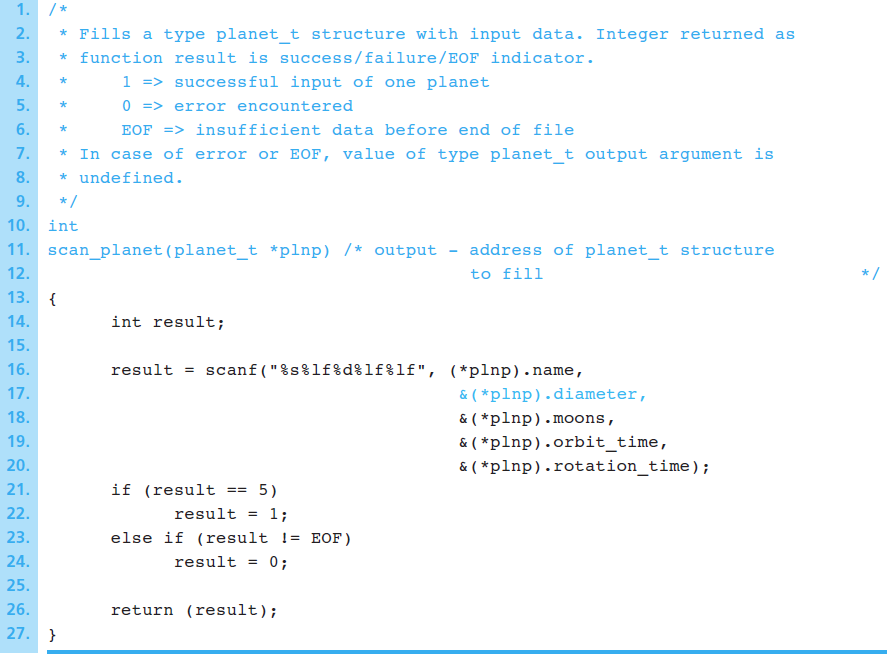 1. /*
2.  * Fills a type planet_t structure with input data. Integer returned as
3.  * function result is success/failure/EOF indicator.
4.  *     1 => successful input of one planet
5.  *     0 => error encountered
6.  *     EOF => insufficient data before end of file
7.  * In case of error or EOF, value of type planet_t output argument is
8.  * undefined.
9.  */
10. int
11. scan_planet(planet_t *plnp) /* output - address of planet_t structure
12.                                         to fill                              */
13. {
14.       int result;
15.
16.       result = scanf("%s%lf%d%lf%lf", (*plnp).name,
17.                                        &(*plnp).diameter,
18.                                        &(*plnp).moons,
19.                                        &(*plnp).orbit_time,
20.                                        &(*plnp).rotation_time);
21.       if (result == 5)
22.             result = 1;
23.       else if (result != EOF)
24.             result = 0;
25.
26.       return (result);
27. }